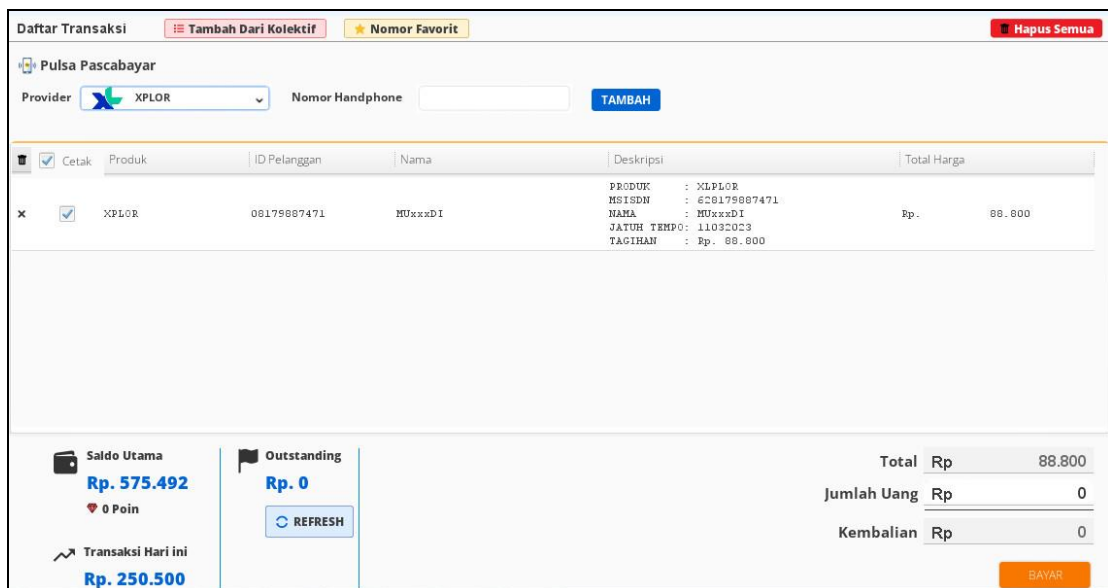 Daftar Transaksi Tambah Dari Kolektif Nomor Favorit Hapus Semua
Pulsa Pascabayar
Provider XL XPLOR Nomor Handphone TAMBAH
Cetak Produk ID Pelanggan Nama Deskripsi Total Harga
PRODUK : XLPLOR
MSISDN : 628179887471
XPLOR 08179887471 MUxxxDI NAMA : MUxxxDI Rp. 88.800
JATUH TEMPO: 11032023
TAGIHAN : Rp. 88.800
Saldo Utama Outstanding Total Rp 88.800
Rp. 575.492 Rp. 0 Jumlah Uang Rp 0
0 Poin REFRESH
Kembalian Rp 0
Transaksi Hari ini
Rp. 250.500 BAYAR